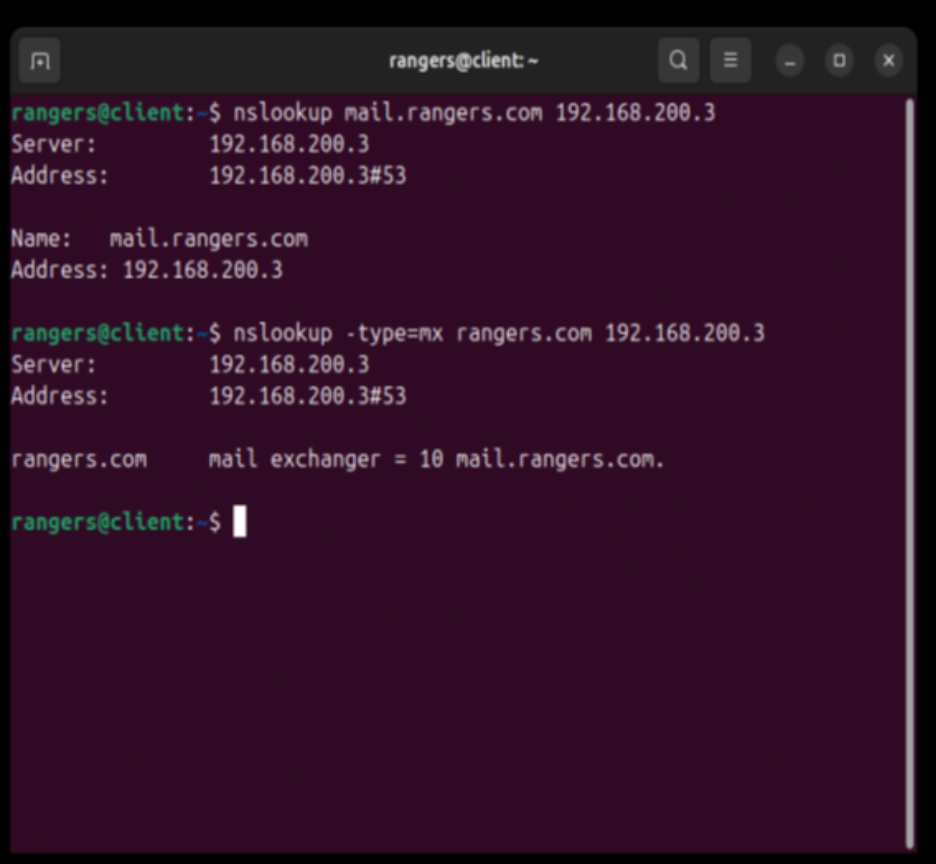 rangers@client: ~
rangers@client:~$ nslookup mail.rangers.com 192.168.200.3
Server:         192.168.200.3
Address:        192.168.200.3#53

Name:   mail.rangers.com
Address: 192.168.200.3

rangers@client:~$ nslookup -type=mx rangers.com 192.168.200.3
Server:         192.168.200.3
Address:        192.168.200.3#53

rangers.com     mail exchanger = 10 mail.rangers.com.

rangers@client:~$